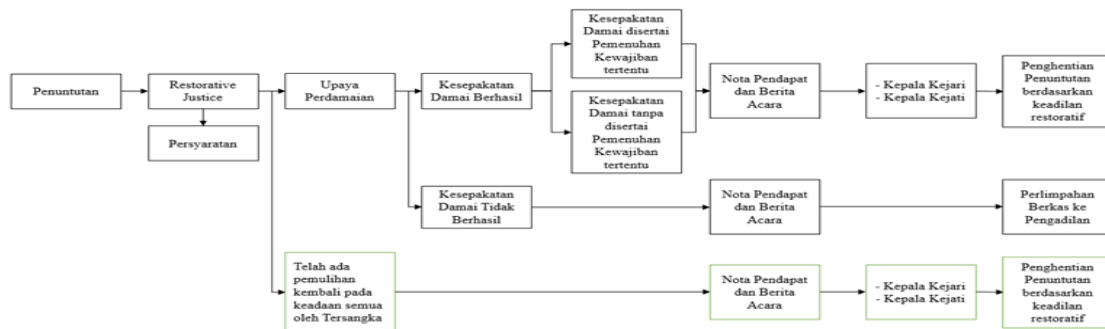 Penuntutan
Restorative
Justice
Persyaratan
Upaya
Perdamaian
Kesepakatan
Damai Berhasil
Kesepakatan
Damai disertai
Pemenuhan
Kewajiban
tertentu
Kesepakatan
Damai tanpa
disertai
Pemenuhan
Kewajiban
tertentu
Nota Pendapat
dan Berita
Acara
- Kepala Kejari
- Kepala Kejati
Penghentian
Penuntutan
berdasarkan
keadilan
restoratif
Kesepakatan
Damai Tidak
Berhasil
Nota Pendapat
dan Berita
Acara
Perlimpahan
Berkas ke
Pengadilan
Telah ada
pemulihan
kembali pada
keadaan semua
oleh Tersangka
Nota Pendapat
dan Berita
Acara
- Kepala Kejari
- Kepala Kejati
Penghentian
Penuntutan
berdasarkan
keadilan
restoratif